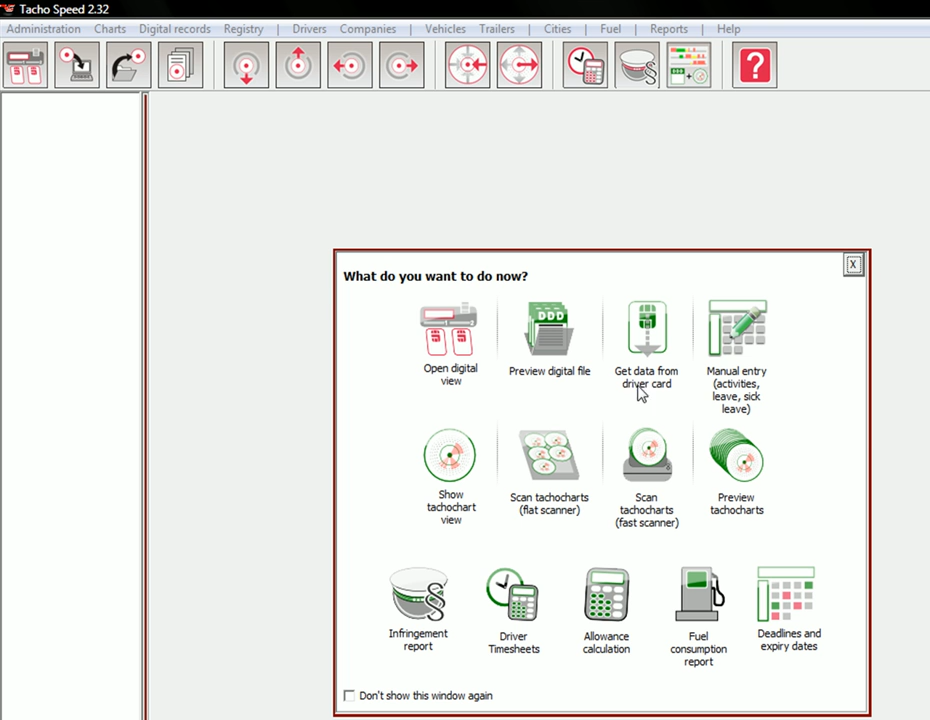 Tacho Speed 2.32
Administration Charts Digital records Registry | Drivers Companies | Vehicles Trailers | Cities | Fuel | Reports | Help
?
X
What do you want to do now?
DDD
Open digital
view
Preview digital file
Get data from
driver card
Manual entry
(activities,
leave, sick
leave)
Show
tachochart
view
Scan tachocharts
(flat scanner)
Scan
tachocharts
(fast scanner)
Preview
tachocharts
Infringement
report
Driver
Timesheets
Allowance
calculation
Fuel
consumption
report
Deadlines and
expiry dates
Don't show this window again